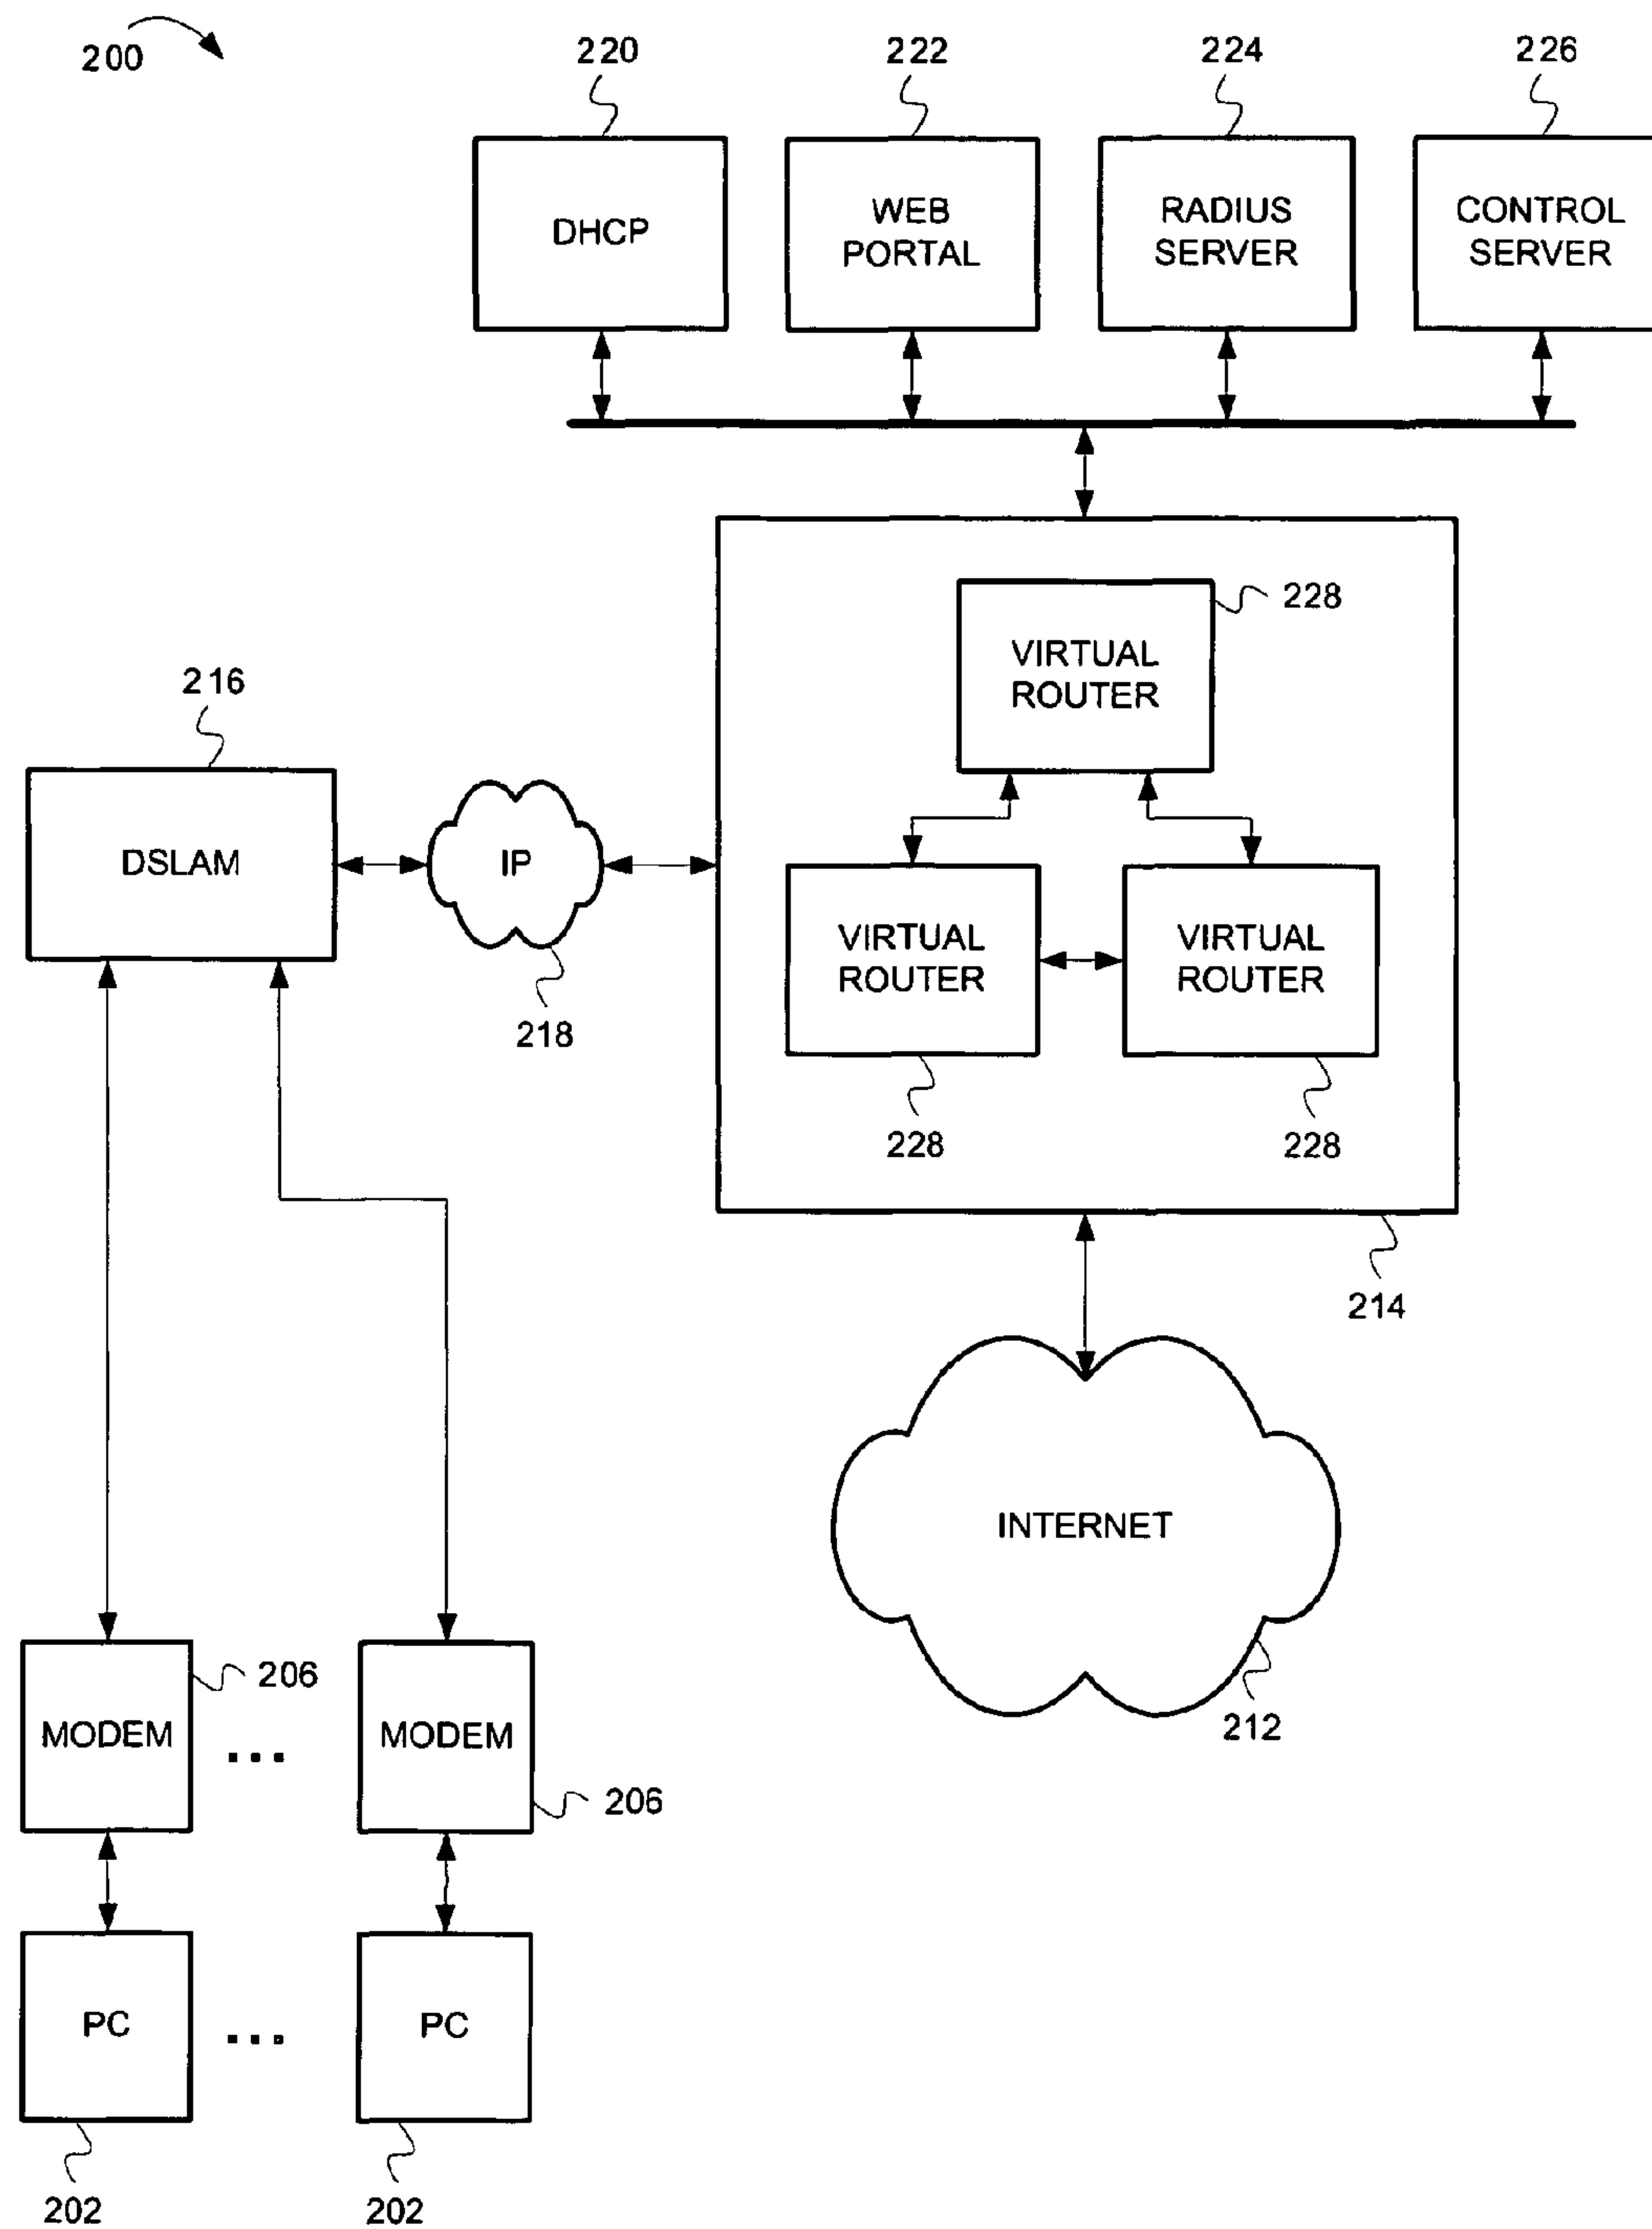 200
220
222
224
226
DHCP
WEB
PORTAL
RADIUS
SERVER
CONTROL
SERVER
228
VIRTUAL
ROUTER
216
DSLAM
IP
218
VIRTUAL
ROUTER
VIRTUAL
ROUTER
228
228
214
INTERNET
212
MODEM
206
...
MODEM
206
PC
...
PC
202
202